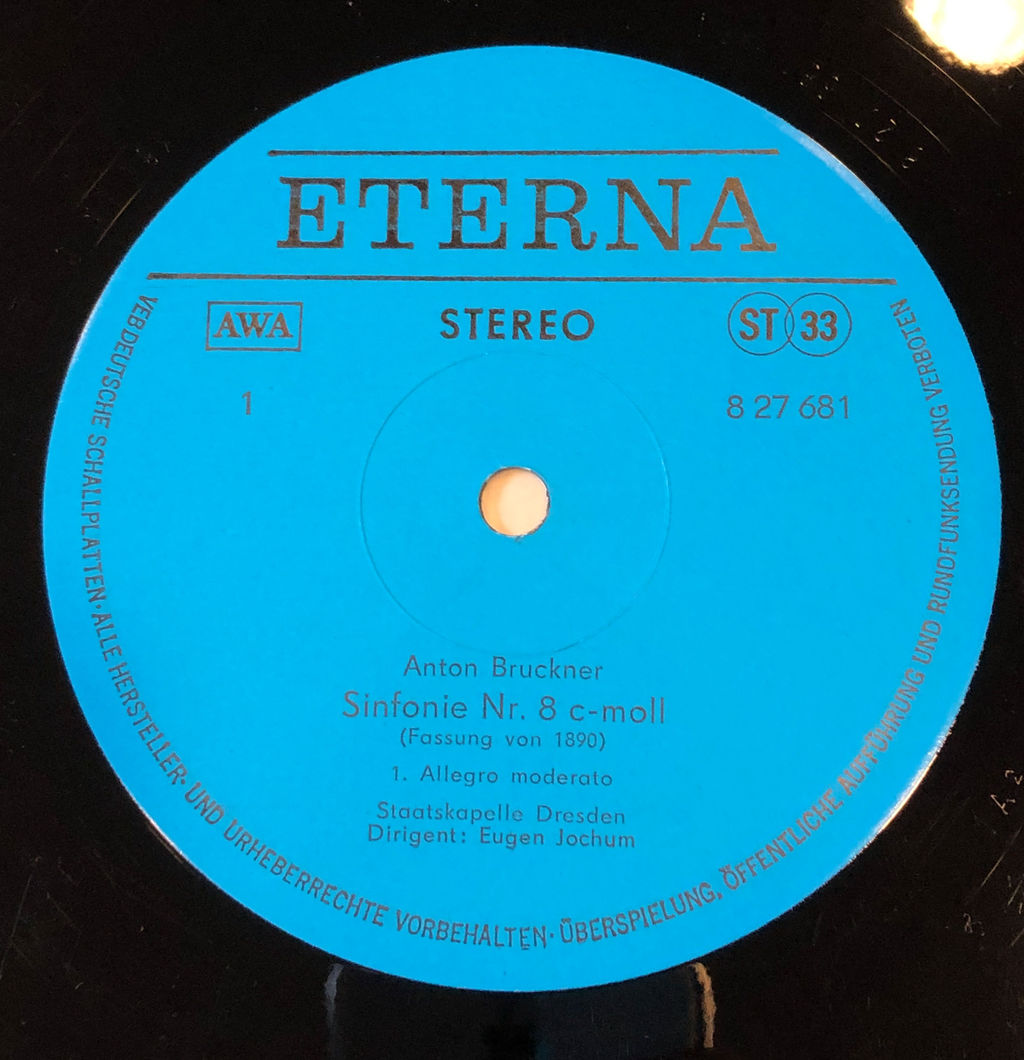 ETERNA
AWA
STEREO
ST 33
1
8 27 681
Anton Bruckner
Sinfonie Nr. 8 c-moll
(Fassung von 1890)
1. Allegro moderato
Staatskapelle Dresden
Dirigent: Eugen Jochum
VEB DEUTSCHE SCHALLPLATTEN · ALLE HERSTELLER- UND URHEBERRECHTE VORBEHALTEN · ÜBERSPIELUNG, ÖFFENTLICHE AUFFÜHRUNG UND RUNDFUNKSENDUNG VERBOTEN